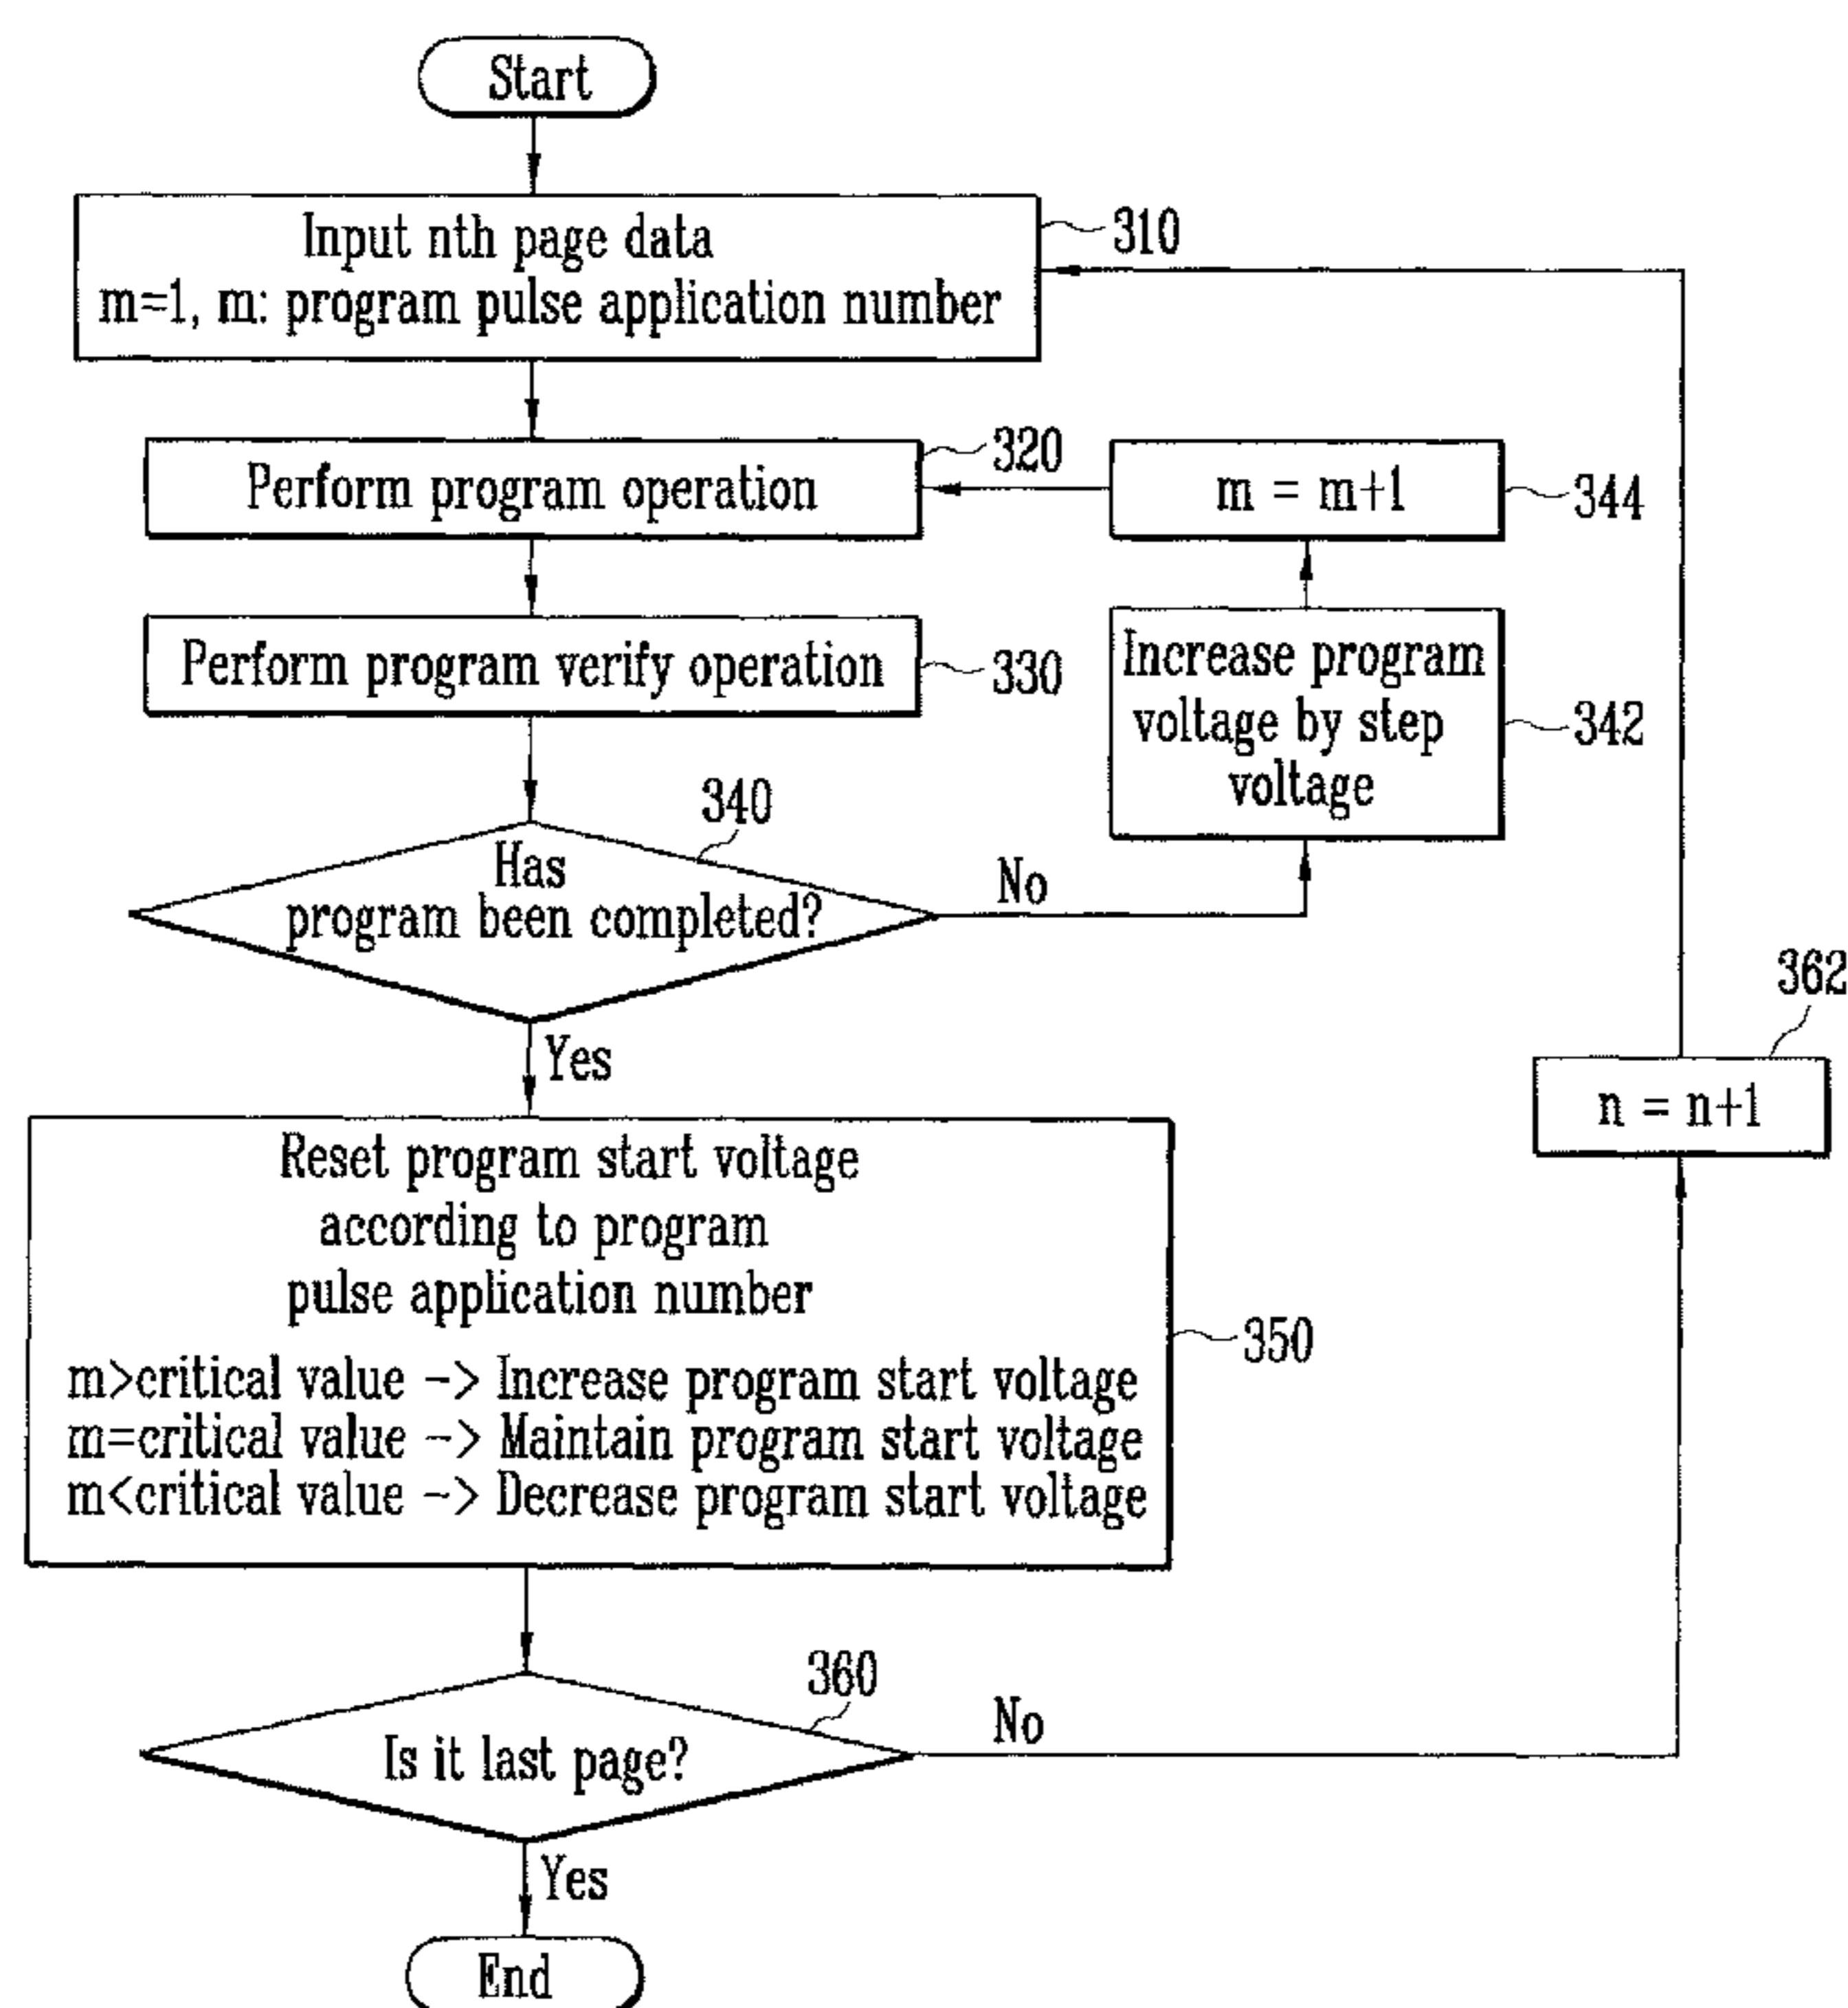 Start
Input nth page data
m=1, m: program pulse application number
310
Perform program operation
320
m = m+1
344
Perform program verify operation
330
Increase program
voltage by step
voltage
342
340
Has
program been completed?
No
Yes
362
n = n+1
Reset program start voltage
according to program
pulse application number
m>critical value -> Increase program start voltage
m=critical value -> Maintain program start voltage
m<critical value -> Decrease program start voltage
350
360
Is it last page?
No
Yes
End